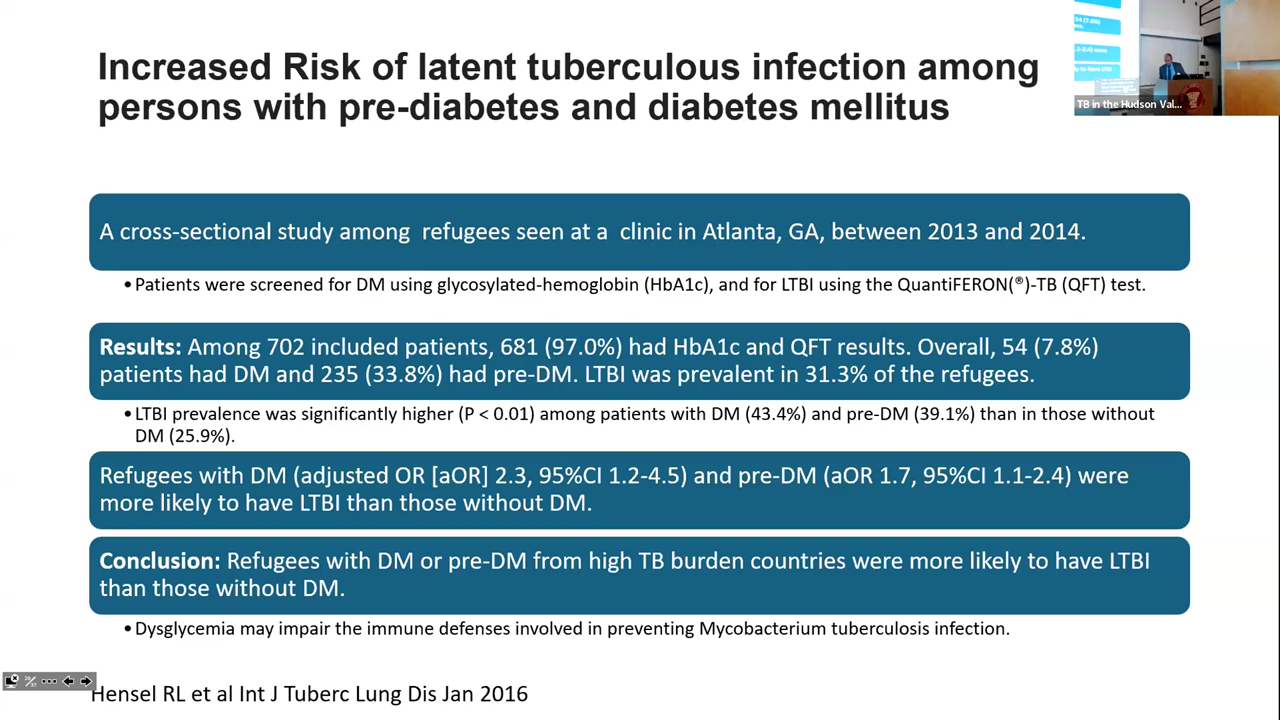 Increased Risk of latent tuberculous infection among
persons with pre-diabetes and diabetes mellitus
TB in the Hudson Val...
A cross-sectional study among refugees seen at a clinic in Atlanta, GA, between 2013 and 2014.
•Patients were screened for DM using glycosylated-hemoglobin (HbA1c), and for LTBI using the QuantiFERON(®)-TB (QFT) test.
Results: Among 702 included patients, 681 (97.0%) had HbA1c and QFT results. Overall, 54 (7.8%)
patients had DM and 235 (33.8%) had pre-DM. LTBI was prevalent in 31.3% of the refugees.
•LTBI prevalence was significantly higher (P < 0.01) among patients with DM (43.4%) and pre-DM (39.1%) than in those without
DM (25.9%).
Refugees with DM (adjusted OR [aOR] 2.3, 95%CI 1.2-4.5) and pre-DM (aOR 1.7, 95%CI 1.1-2.4) were
more likely to have LTBI than those without DM.
Conclusion: Refugees with DM or pre-DM from high TB burden countries were more likely to have LTBI
than those without DM.
•Dysglycemia may impair the immune defenses involved in preventing Mycobacterium tuberculosis infection.
Hensel RL et al Int J Tuberc Lung Dis Jan 2016